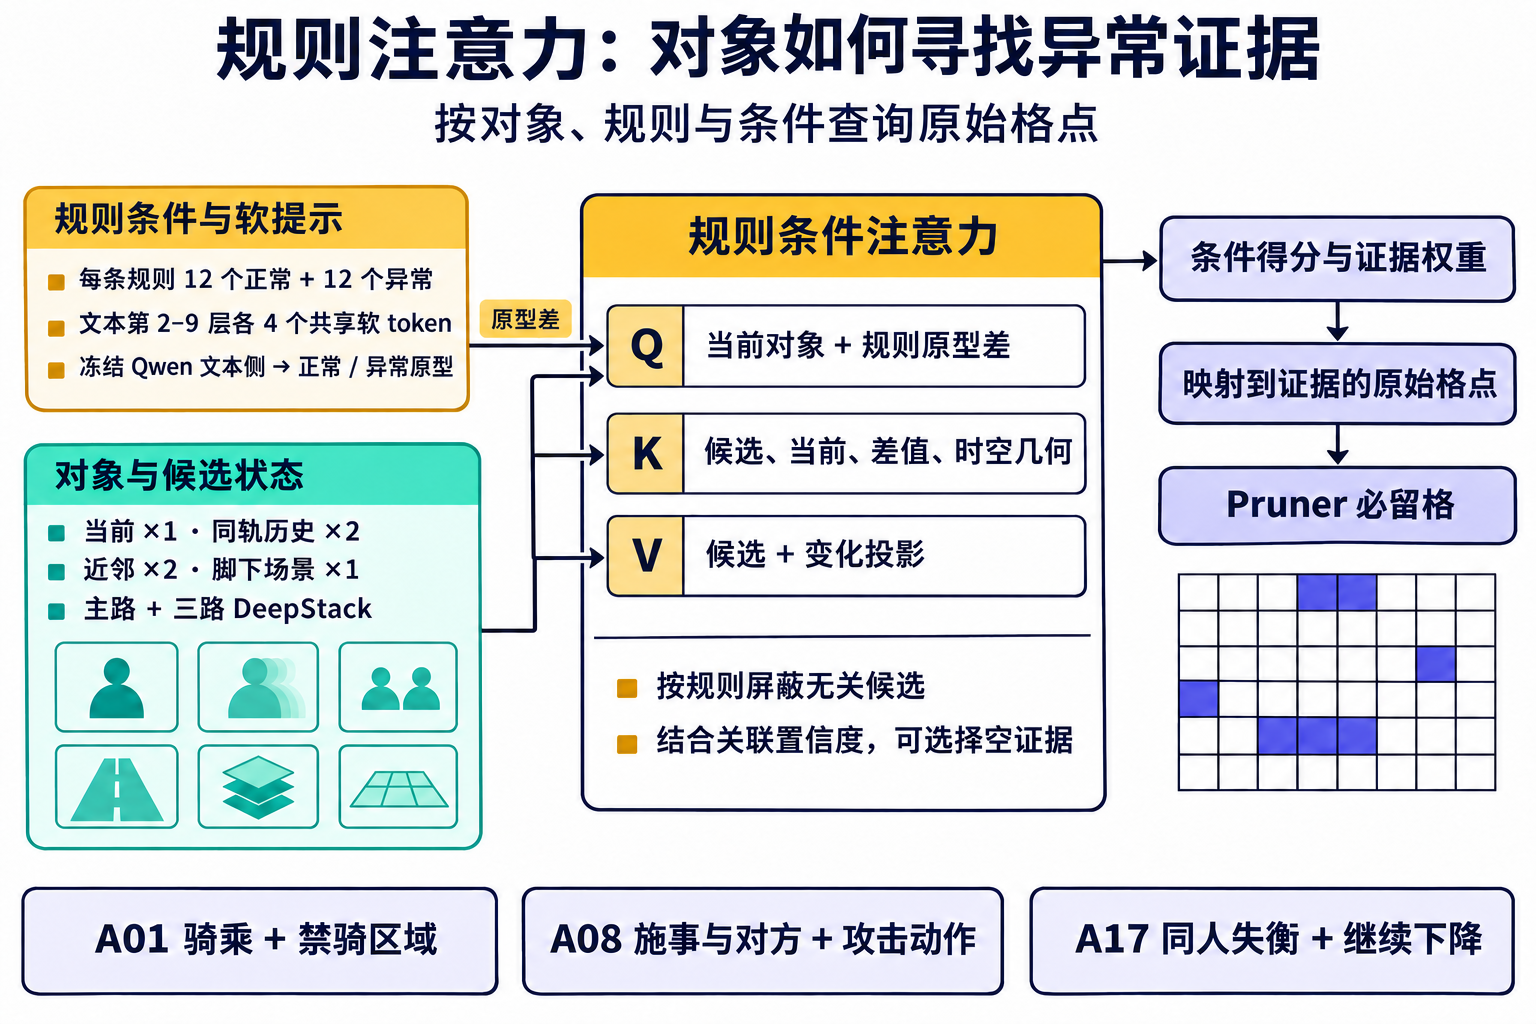 规则注意力：对象如何寻找异常证据
按对象、规则与条件查询原始格点
规则条件与软提示
每条规则 12 个正常 + 12 个异常
文本第 2–9 层各 4 个共享软 token
冻结 Qwen 文本侧 → 正常 / 异常原型
原型差
对象与候选状态
当前 ×1 · 同轨历史 ×2
近邻 ×2 · 脚下场景 ×1
主路 + 三路 DeepStack
规则条件注意力
Q 当前对象 + 规则原型差
K 候选、当前、差值、时空几何
V 候选 + 变化投影
按规则屏蔽无关候选
结合关联置信度，可选择空证据
条件得分与证据权重
映射到证据的原始格点
Pruner 必留格
A01 骑乘 + 禁骑区域
A08 施事与对方 + 攻击动作
A17 同人失衡 + 继续下降